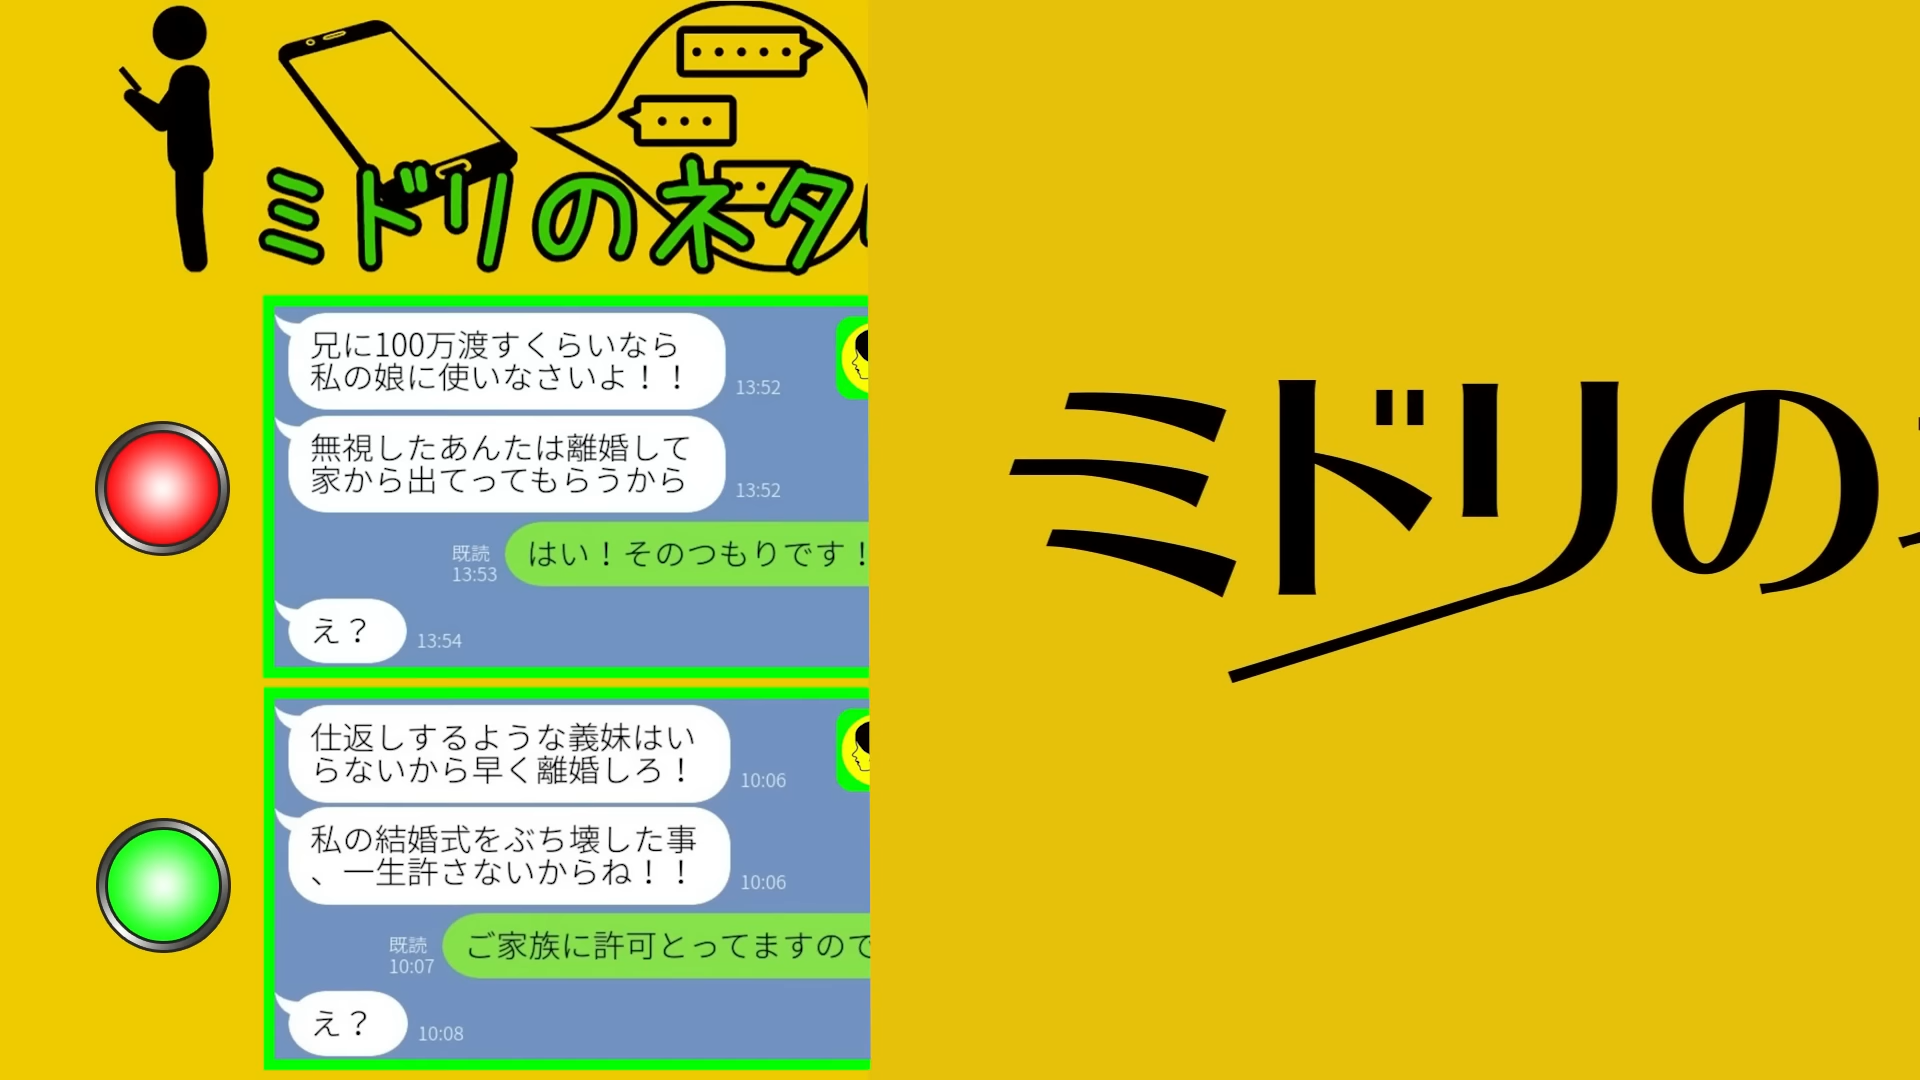 ミドリのネタ
兄に100万渡すくらいなら
私の娘に使いなさいよ！！
13:52
無視したあんたは離婚して
家から出てってもらうから
13:52
既読
13:53
はい！そのつもりです！
え？
13:54
仕返しするような義妹はい
らないから早く離婚しろ！
10:06
私の結婚式をぶち壊した事
、一生許さないからね！！
10:06
既読
10:07
ご家族に許可とってますので
え？
10:08
ミドリの